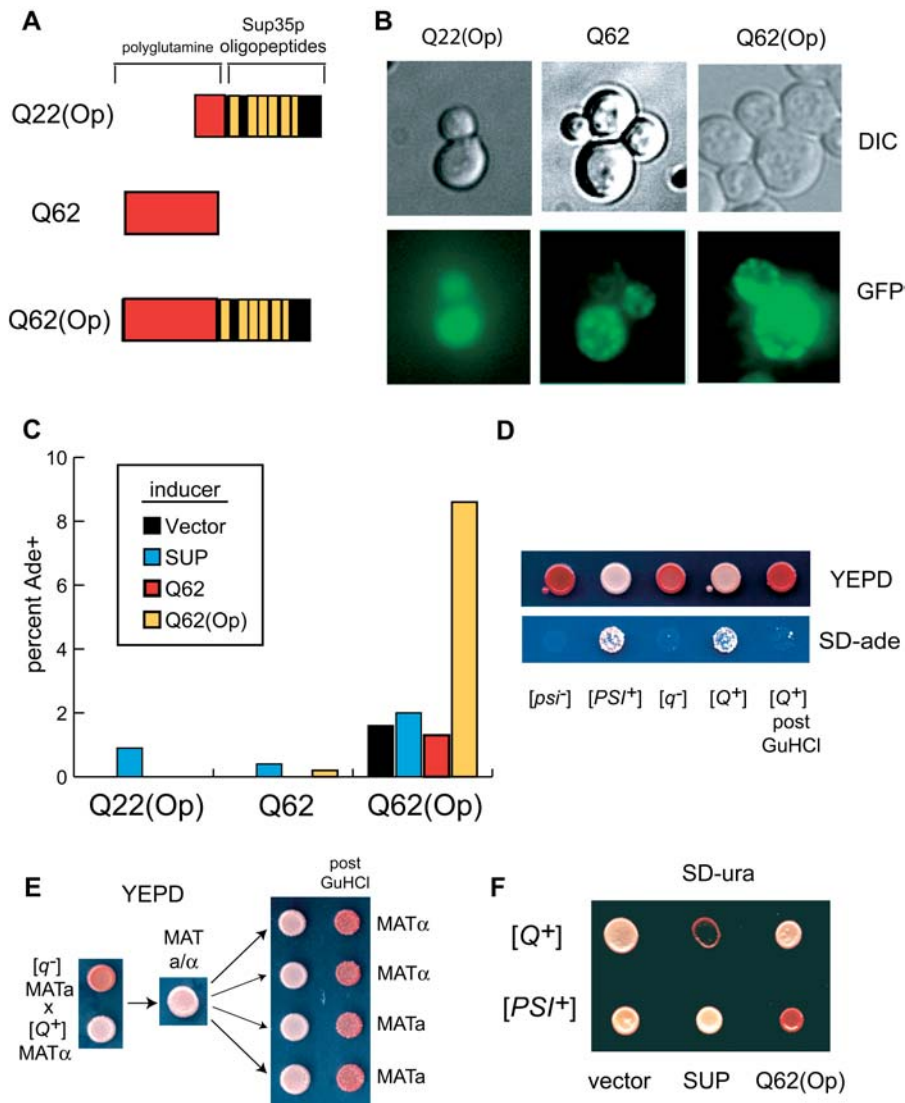 A
polyglutamine
Sup35p
oligopeptides
Q22(Op)
Q62
Q62(Op)
B
Q22(Op)
Q62
Q62(Op)
DIC
GFP
C
percent Ade+
10
8
6
4
2
0
inducer
Vector
SUP
Q62
Q62(Op)
Q22(Op)
Q62
Q62(Op)
D
YEPD
SD-ade
[psi-]
[PSI+]
[q-]
[Q+]
[Q+]
post
GuHCl
E
YEPD
[q-]
MATa
x
[Q+]
MATα
MAT
a/α
post
GuHCl
MATα
MATα
MATa
MATa
F
SD-ura
[Q+]
[PSI+]
vector
SUP
Q62(Op)